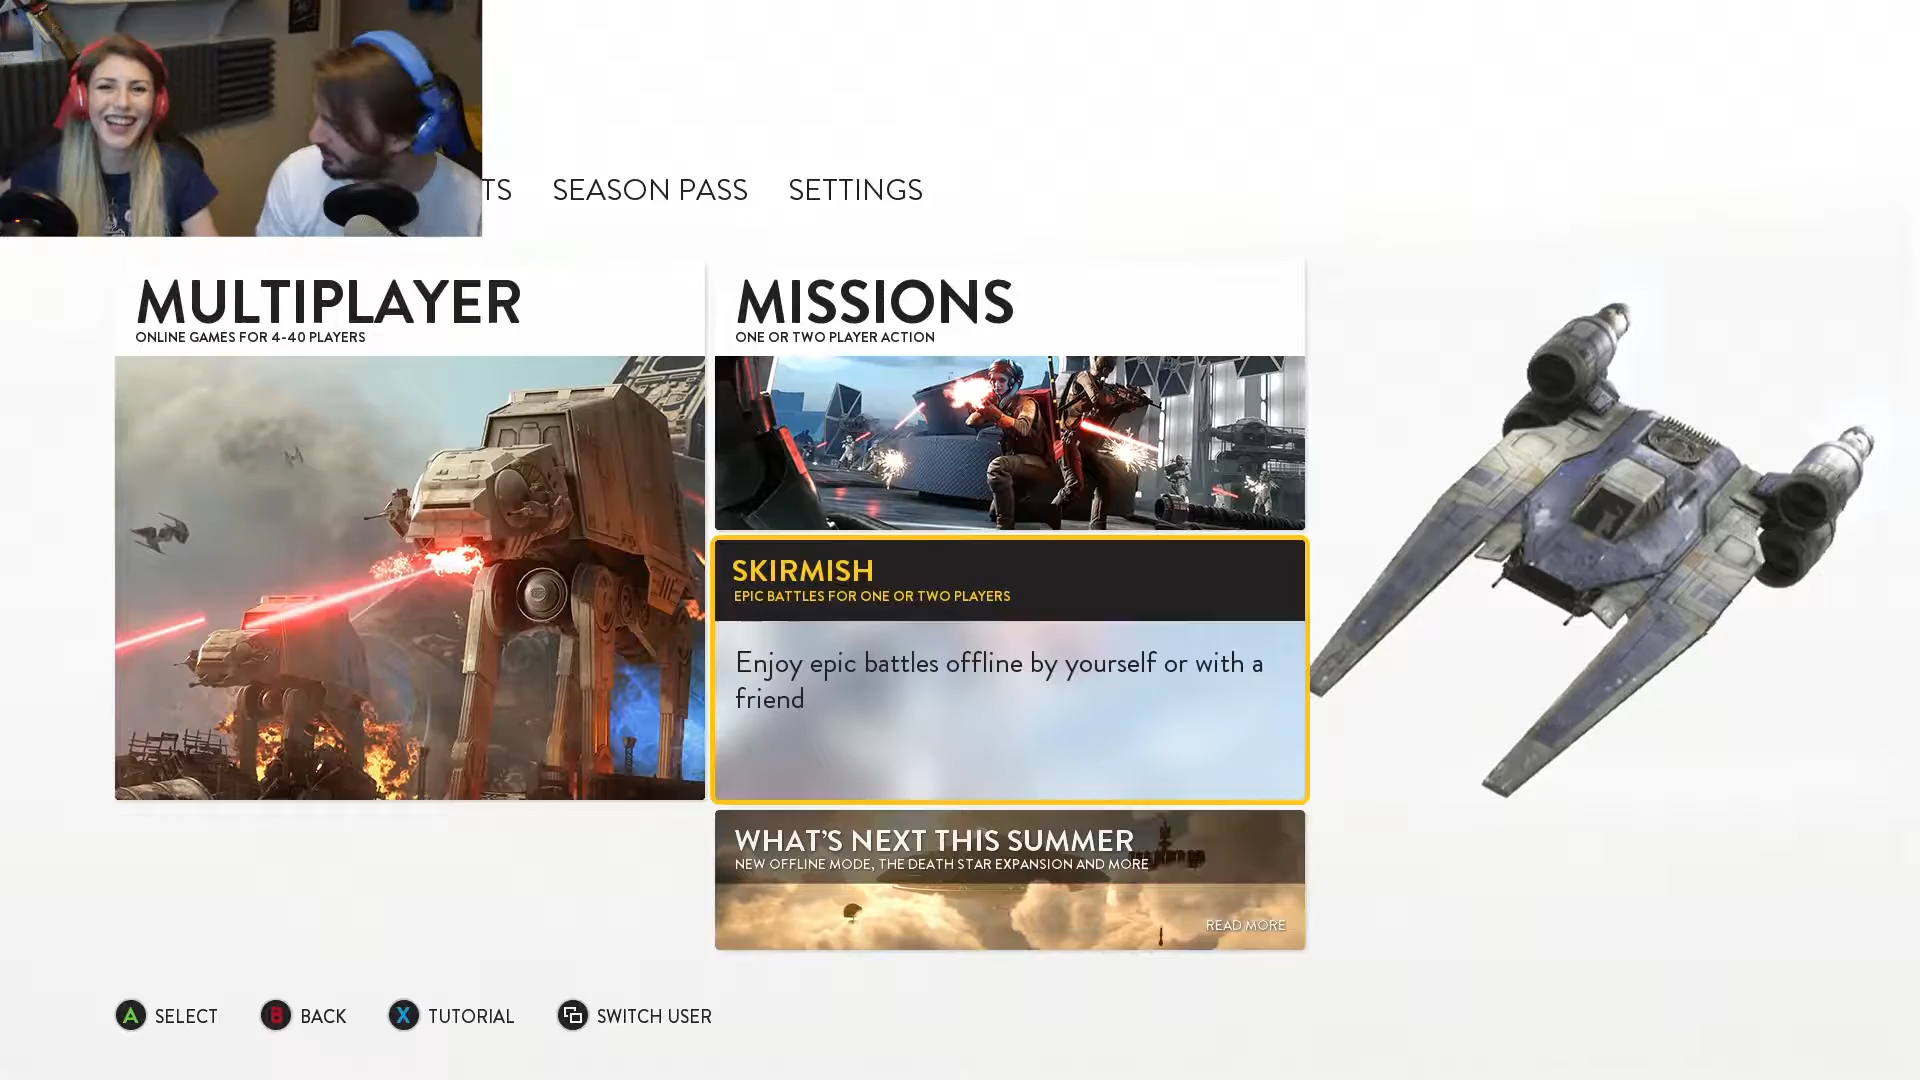 TS SEASON PASS SETTINGS
MULTIPLAYER
ONLINE GAMES FOR 4-40 PLAYERS
MISSIONS
ONE OR TWO PLAYER ACTION
SKIRMISH
EPIC BATTLES FOR ONE OR TWO PLAYERS
Enjoy epic battles offline by yourself or with a
friend
WHAT'S NEXT THIS SUMMER
NEW OFFLINE MODE, THE DEATH STAR EXPANSION AND MORE
READ MORE
A SELECT B BACK X TUTORIAL SWITCH USER